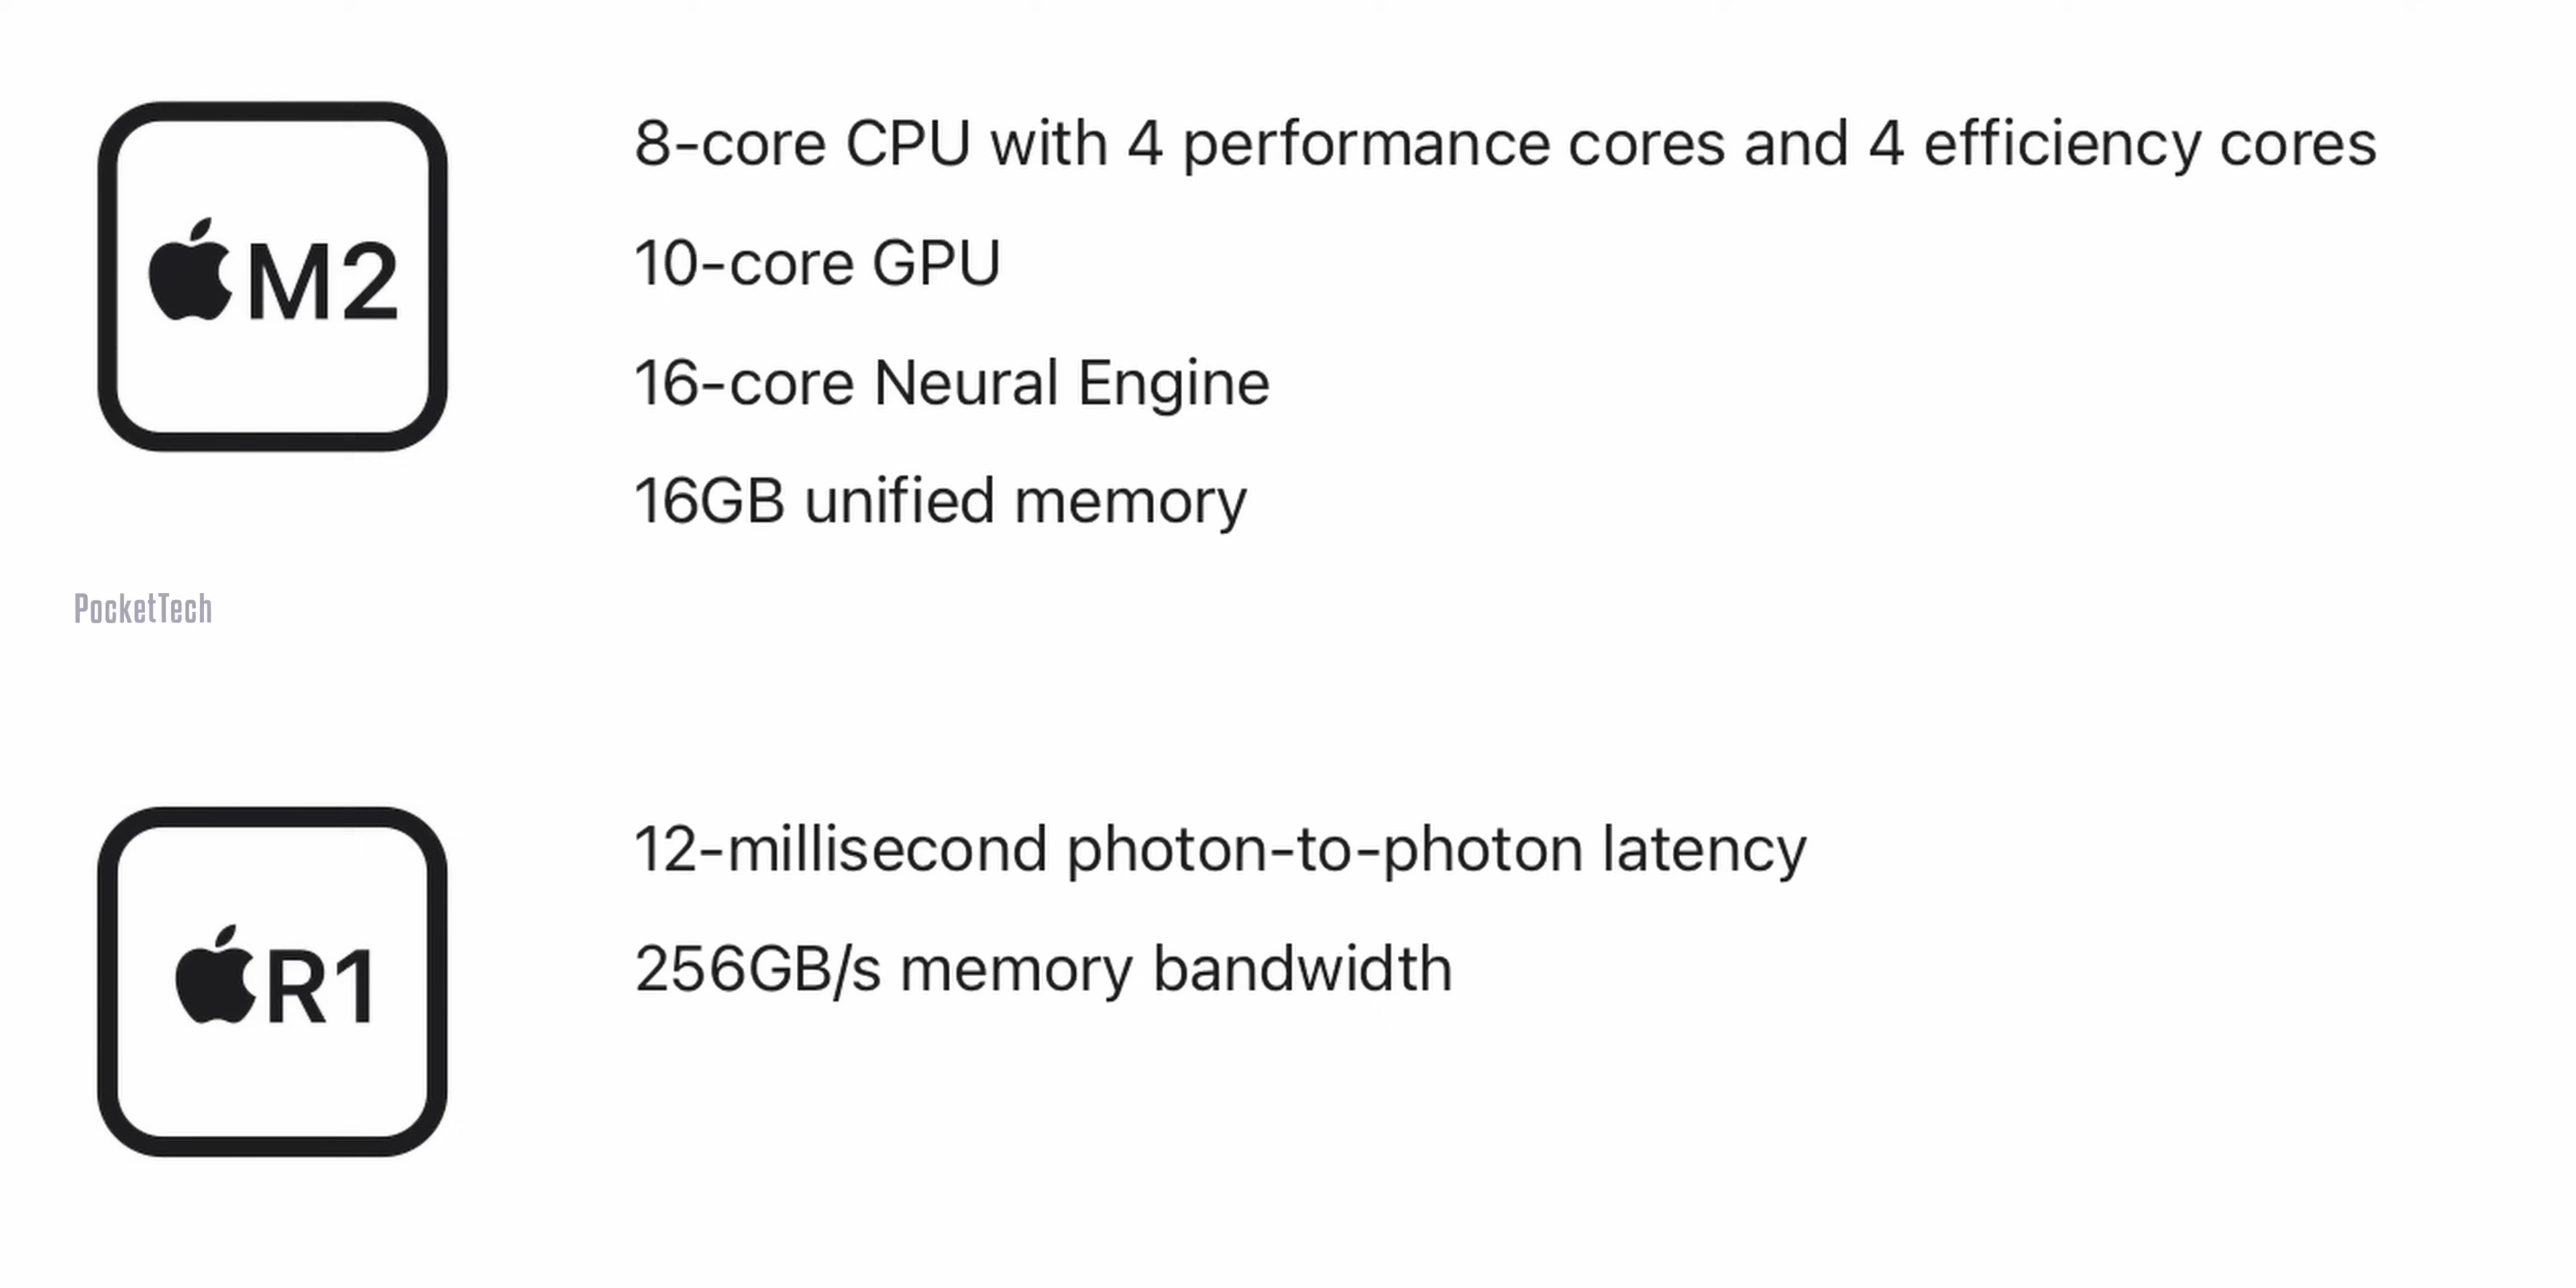 M2
8-core CPU with 4 performance cores and 4 efficiency cores
10-core GPU
16-core Neural Engine
16GB unified memory
PocketTech
R1
12-millisecond photon-to-photon latency
256GB/s memory bandwidth